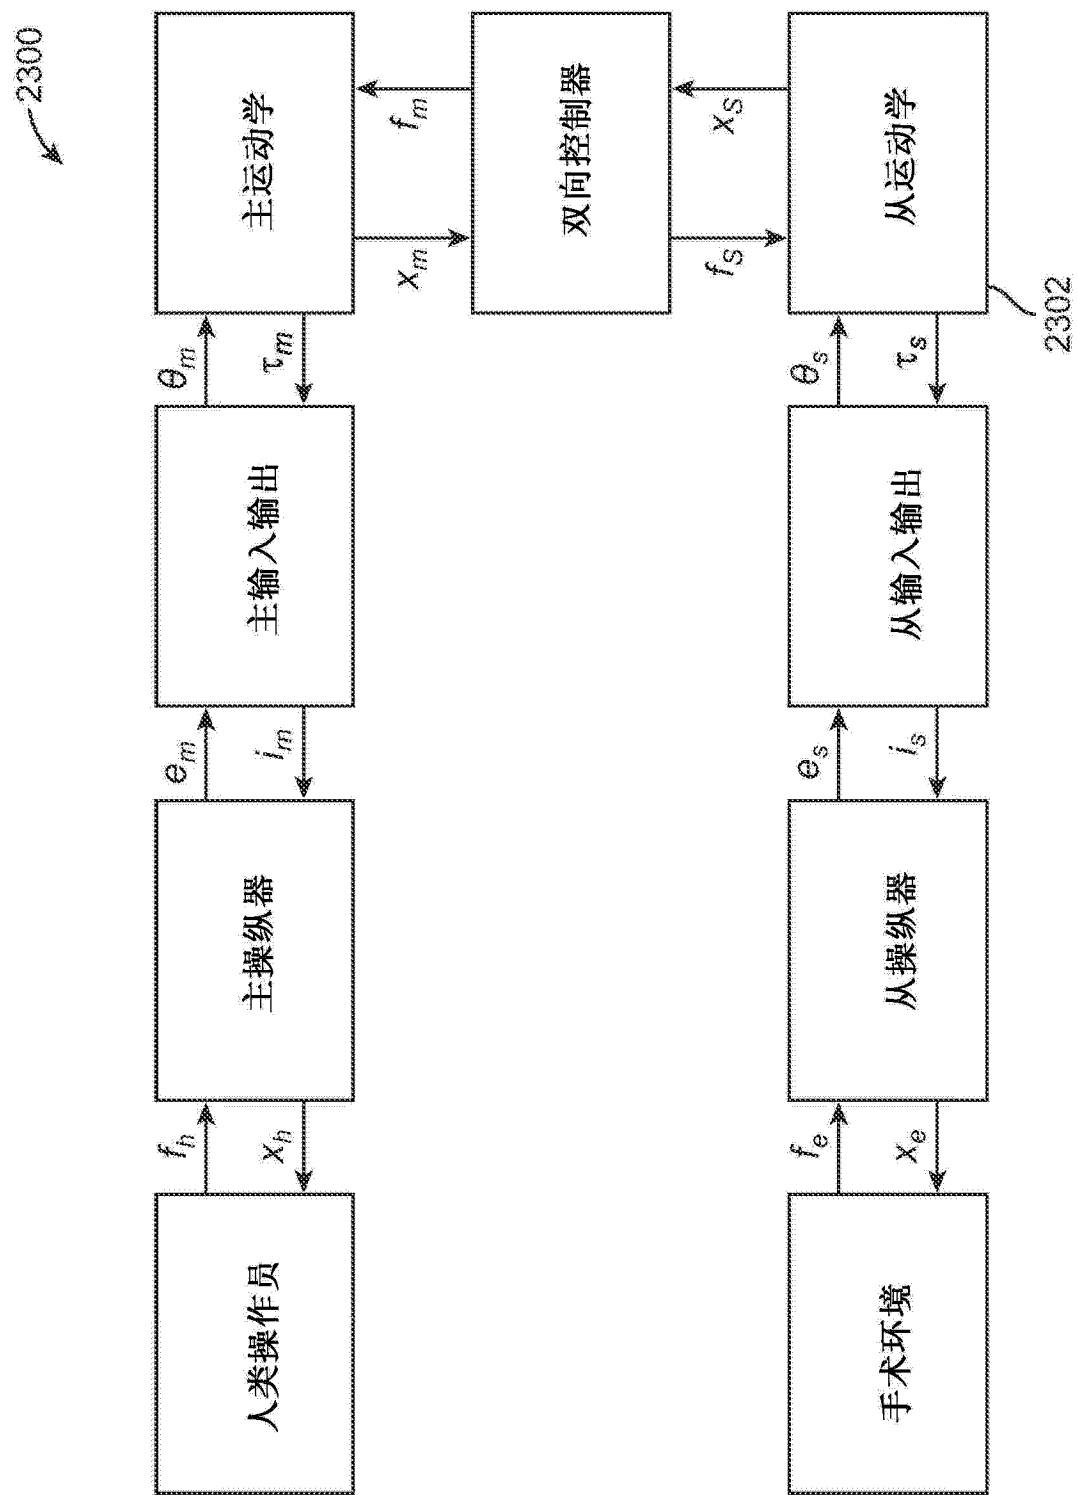 2300
人类操作员
f_h
x_h
主操纵器
e_m
i_m
主输入输出
θ_m
τ_m
主运动学
x_m
f_m
双向控制器
f_s
x_s
手术环境
f_e
x_e
从操纵器
e_s
i_s
从输入输出
θ_s
τ_s
从运动学
2302